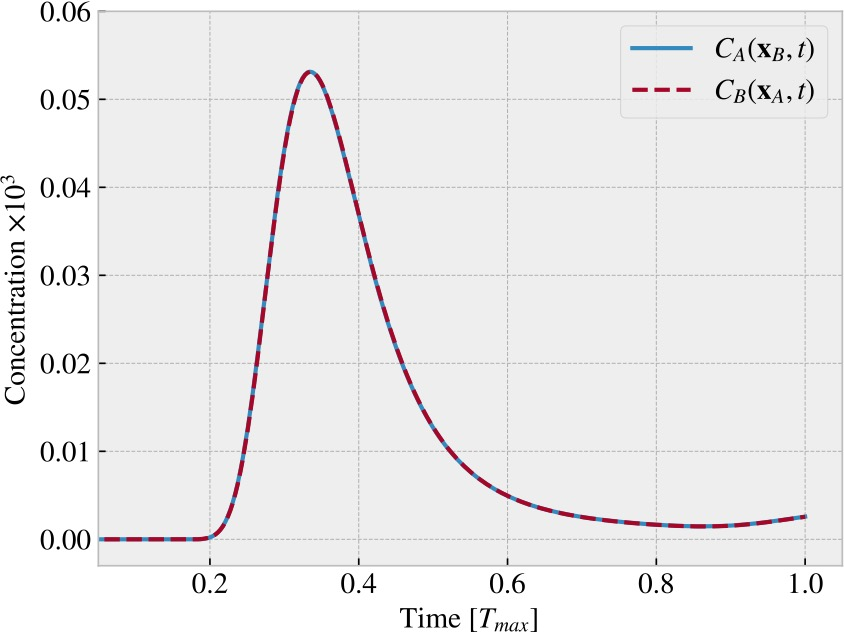 0.06
0.05
0.04
0.03
0.02
0.01
0.00
Concentration ×10³
C_A(x_B, t)
C_B(x_A, t)
0.2 0.4 0.6 0.8 1.0
Time [T_max]